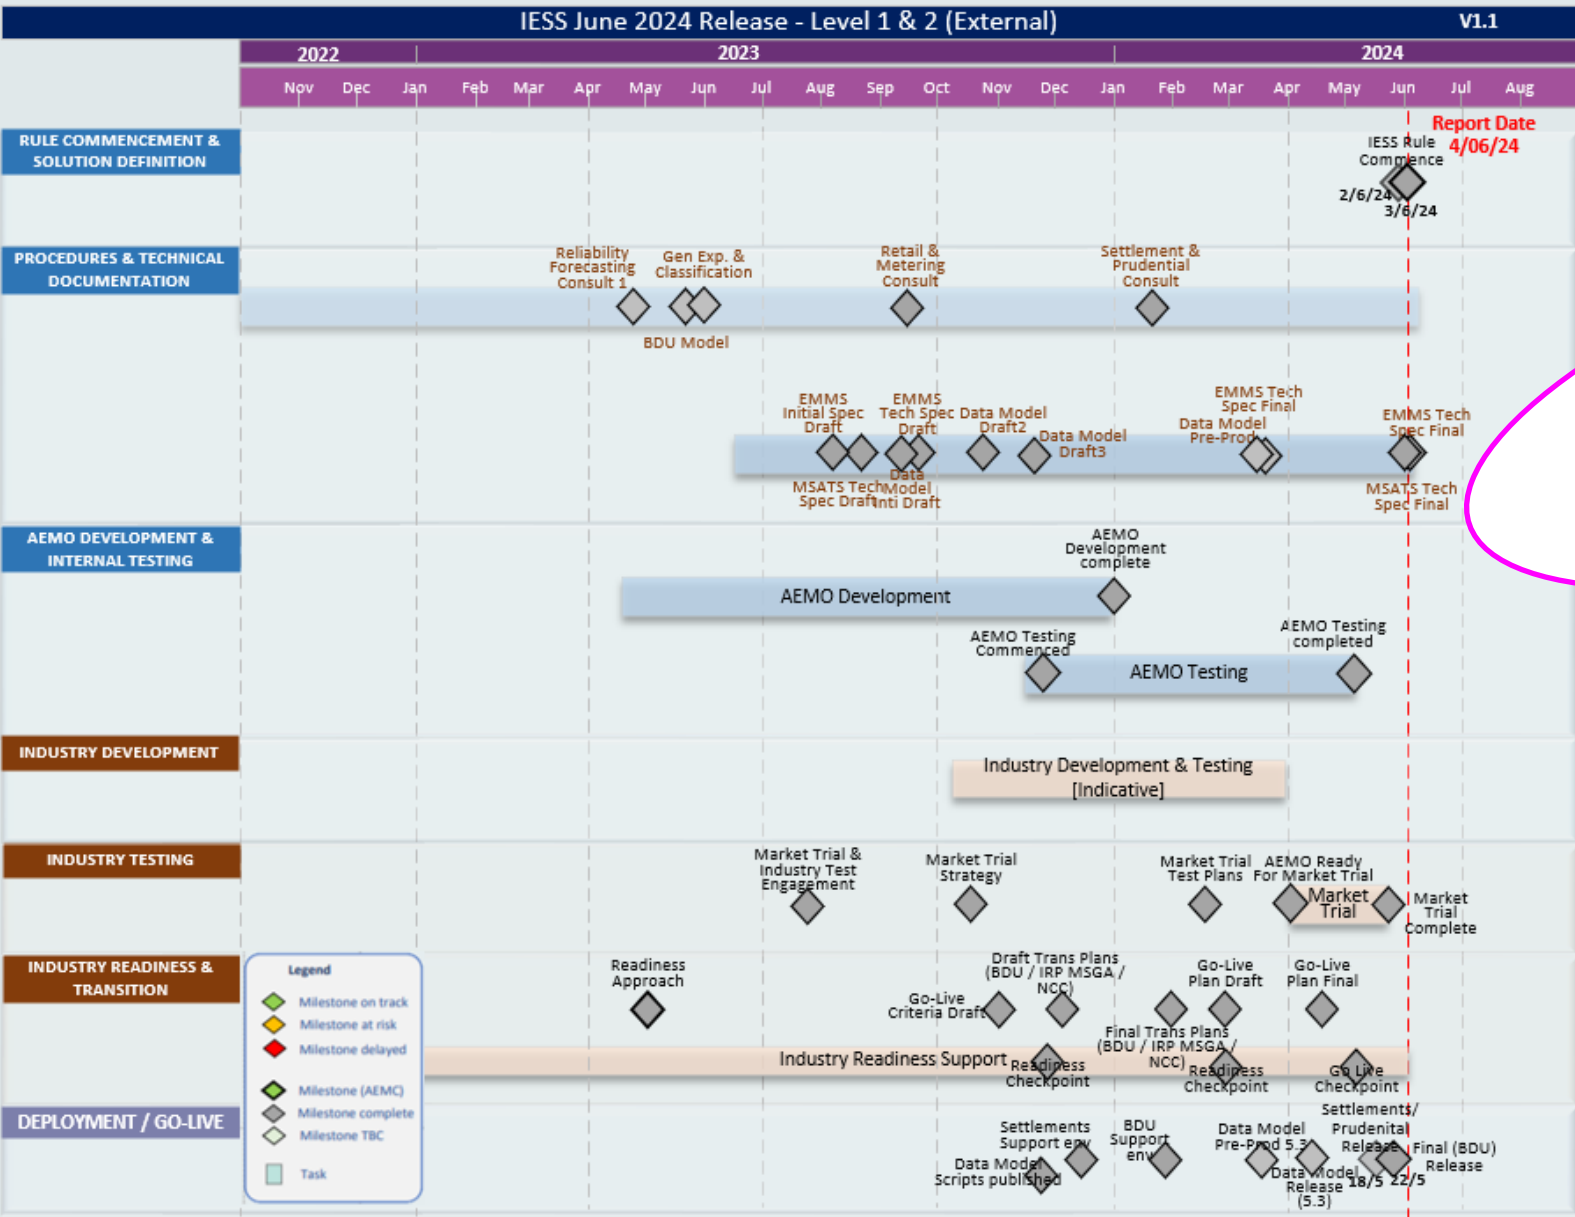 IESS June 2024 Release - Level 1 & 2 (External)
V1.1
2022
2023
2024
Nov Dec Jan Feb Mar Apr May Jun Jul Aug Sep Oct Nov Dec Jan Feb Mar Apr May Jun Jul Aug
Report Date
4/06/24
RULE COMMENCEMENT &
SOLUTION DEFINITION
IESS Rule
Commence
2/6/24
3/6/24
PROCEDURES & TECHNICAL
DOCUMENTATION
Reliability
Forecasting
Consult 1
Gen Exp. &
Classification
BDU Model
Retail &
Metering
Consult
Settlement &
Prudential
Consult
EMMS
Initial Spec
Draft
EMMS
Tech Spec
Draft
Data Model
Draft2
Data Model
Draft3
MSATS Tech
Spec Draft
Data
Model
Inti Draft
EMMS Tech
Spec Final
Data Model
Pre-Prod
EMMS Tech
Spec Final
MSATS Tech
Spec Final
AEMO DEVELOPMENT &
INTERNAL TESTING
AEMO
Development
complete
AEMO Development
AEMO Testing
Commenced
AEMO Testing
AEMO Testing
completed
INDUSTRY DEVELOPMENT
Industry Development & Testing
[Indicative]
INDUSTRY TESTING
Market Trial &
Industry Test
Engagement
Market Trial
Strategy
Market Trial
Test Plans
AEMO Ready
For Market Trial
Market
Trial
Market
Trial
Complete
INDUSTRY READINESS &
TRANSITION
Readiness
Approach
Go-Live
Criteria Draft
Draft Trans Plans
(BDU / IRP MSGA /
NCC)
Final Trans Plans
(BDU / IRP MSGA /
NCC)
Go-Live
Plan Draft
Go-Live
Plan Final
Industry Readiness Support
Readiness
Checkpoint
Readiness
Checkpoint
Go Live
Checkpoint
DEPLOYMENT / GO-LIVE
Data Model
Scripts published
Settlements
Support env
BDU
Support
env
Data Model
Pre-Prod 5.3
Data Model
Release
(5.3)
Settlements/
Prudenital
Release
18/5
22/5
Final (BDU)
Release
Legend
Milestone on track
Milestone at risk
Milestone delayed
Milestone (AEMC)
Milestone complete
Milestone TBC
Task